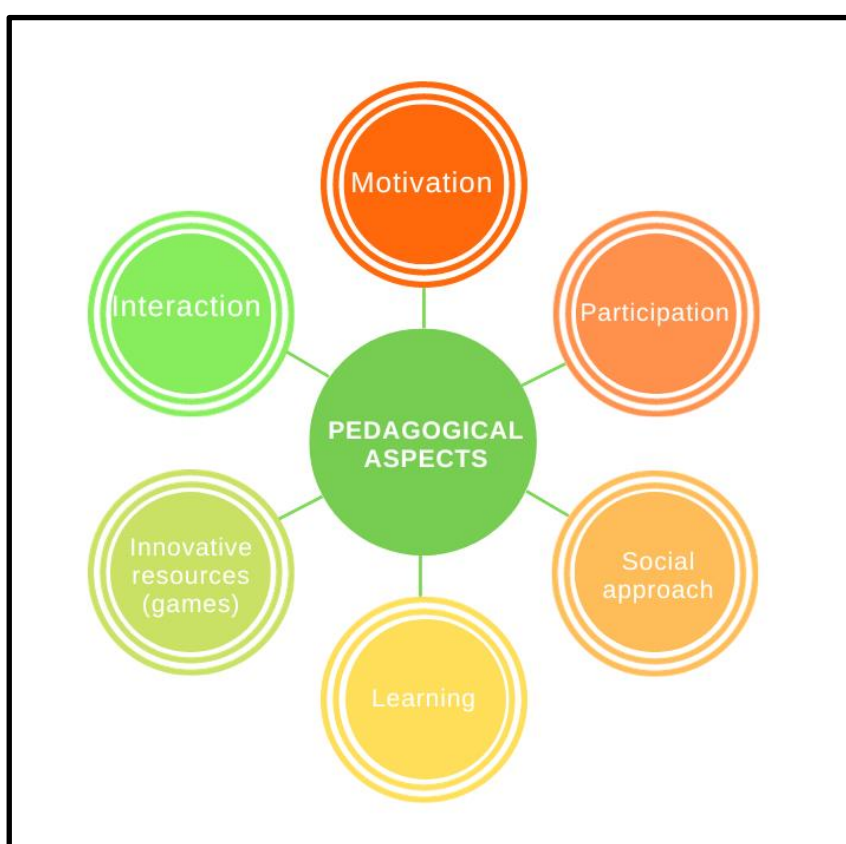 Motivation
Interaction
Participation
PEDAGOGICAL
ASPECTS
Innovative
resources
(games)
Social
approach
Learning